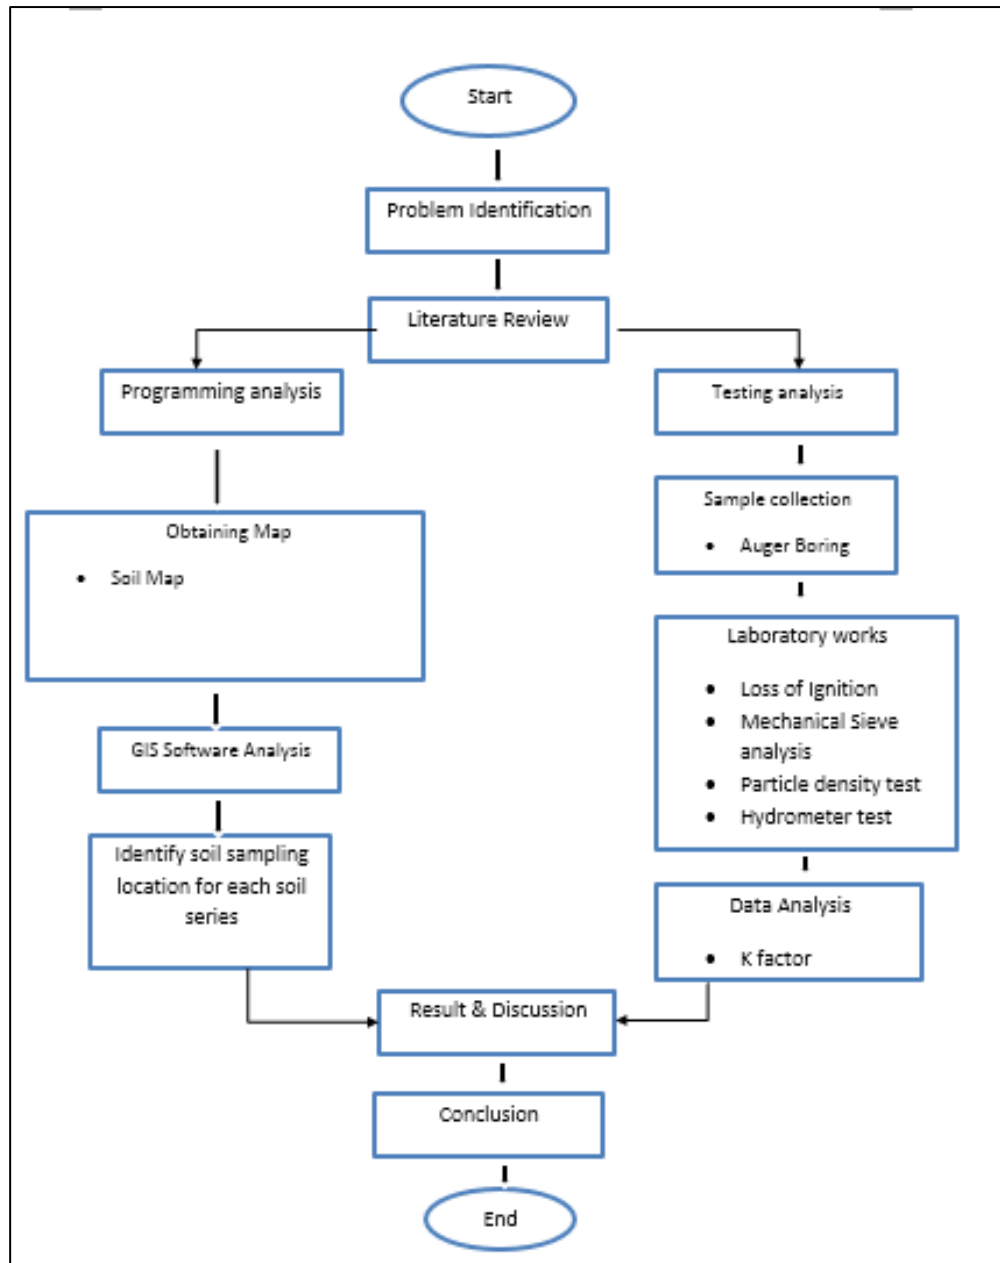 Start
Problem Identification
Literature Review
Programming analysis
Obtaining Map
• Soil Map
GIS Software Analysis
Identify soil sampling
location for each soil
series
Testing analysis
Sample collection
• Auger Boring
Laboratory works
• Loss of Ignition
• Mechanical Sieve
analysis
• Particle density test
• Hydrometer test
Data Analysis
• K factor
Result & Discussion
Conclusion
End